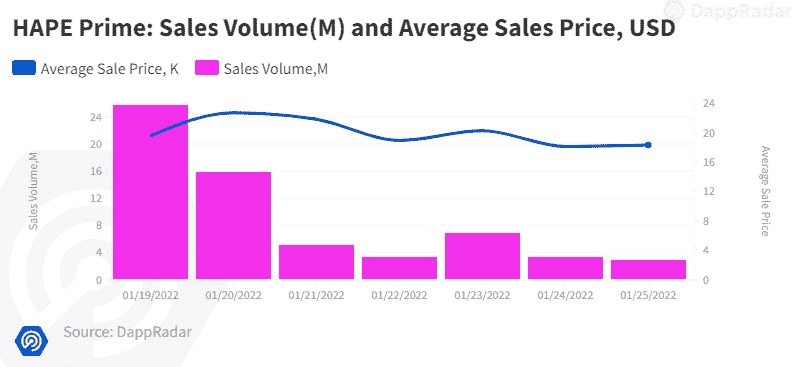 DappRadar
HAPE Prime: Sales Volume(M) and Average Sales Price, USD
Average Sale Price, K
Sales Volume,M
24
20
16
12
8
4
0
Sales Volume,M
24
20
16
12
8
4
0
Average Sale Price
01/19/2022 01/20/2022 01/21/2022 01/22/2022 01/23/2022 01/24/2022 01/25/2022
Source: DappRadar